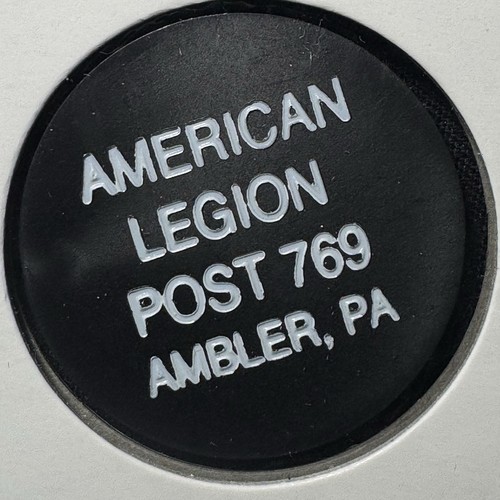 AMERICAN
LEGION
POST 769
AMBLER, PA